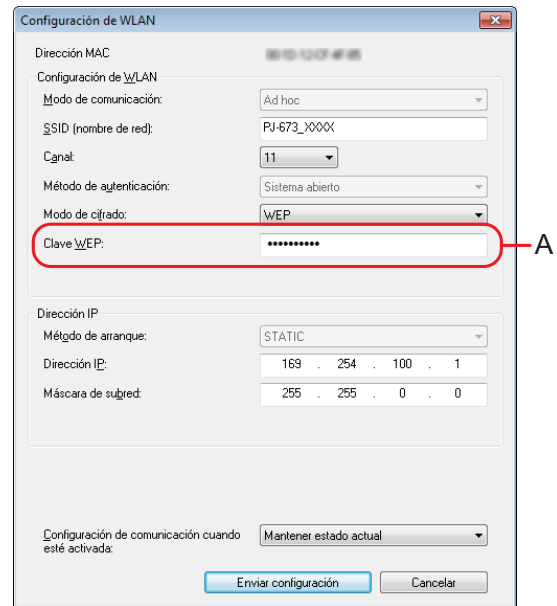 Configuración de WLAN
Dirección MAC
Configuración de WLAN
Modo de comunicación: Ad hoc
SSID (nombre de red): PJ-673_XXXX
Canal: 11
Método de autenticación: Sistema abierto
Modo de cifrado: WEP
Clave WEP: ••••••••••
A
Dirección IP
Método de arranque: STATIC
Dirección IP: 169 . 254 . 100 . 1
Máscara de subred: 255 . 255 . 0 . 0
Configuración de comunicación cuando Mantener estado actual
esté activada:
Enviar configuración Cancelar